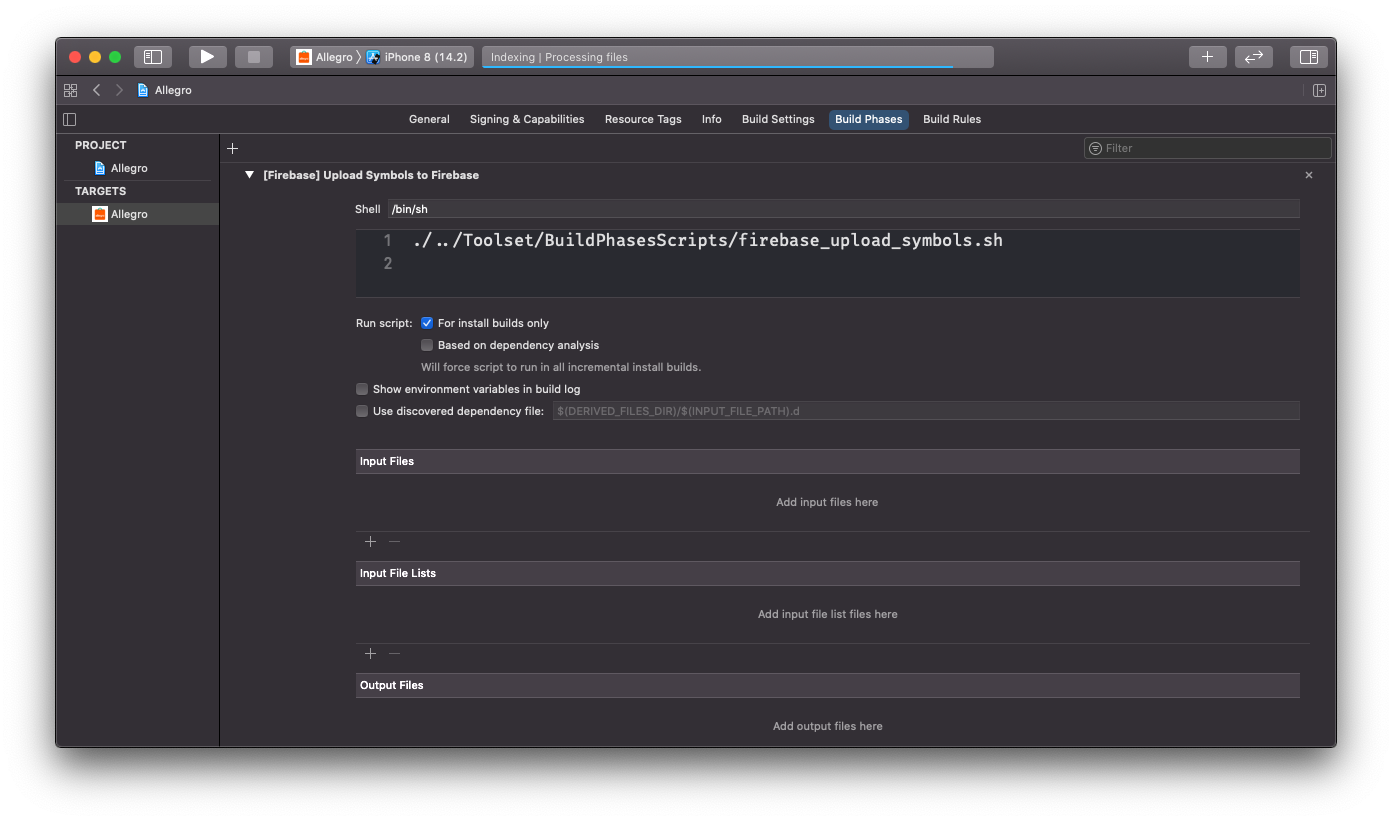 Allegro 〉 iPhone 8 (14.2)
Indexing | Processing files
Allegro
General Signing & Capabilities Resource Tags Info Build Settings Build Phases Build Rules
PROJECT
Allegro
TARGETS
Allegro
Filter
[Firebase] Upload Symbols to Firebase
Shell /bin/sh
1 ./../Toolset/BuildPhasesScripts/firebase_upload_symbols.sh
2
Run script: For install builds only
Based on dependency analysis
Will force script to run in all incremental install builds.
Show environment variables in build log
Use discovered dependency file: $(DERIVED_FILES_DIR)/$(INPUT_FILE_PATH).d
Input Files
Add input files here
Input File Lists
Add input file list files here
Output Files
Add output files here